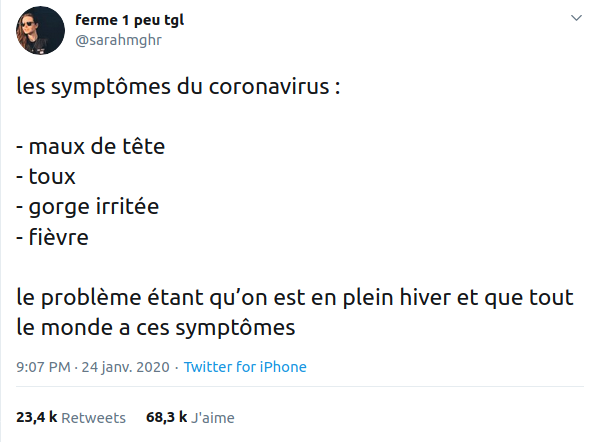 ferme 1 peu tgl
@sarahmghr
les symptômes du coronavirus :
- maux de tête
- toux
- gorge irritée
- fièvre
le problème étant qu’on est en plein hiver et que tout
le monde a ces symptômes
9:07 PM · 24 janv. 2020 · Twitter for iPhone
23,4 k Retweets 68,3 k J'aime